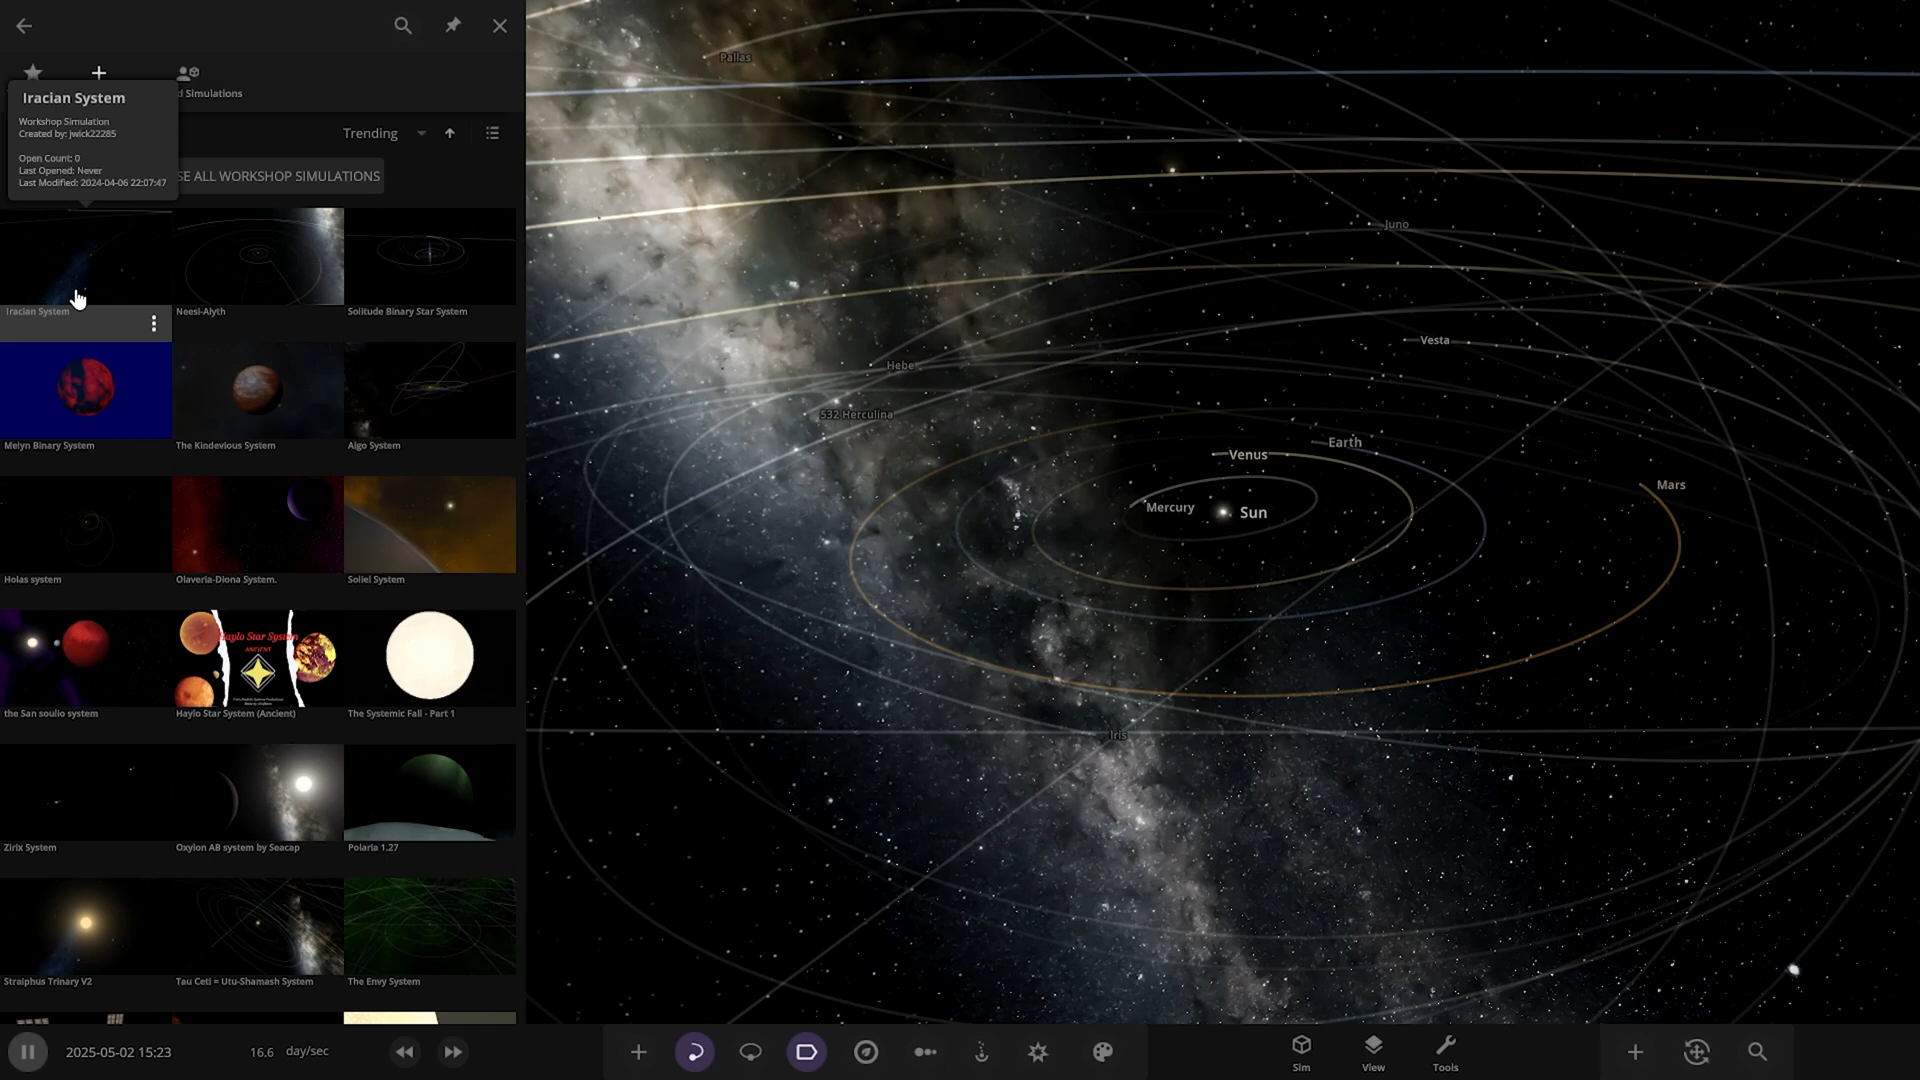 Iracian System
Workshop Simulation
Created by: jwick22285
Open Count: 0
Last Opened: Never
Last Modified: 2024-04-06 22:07:47
d Simulations
Trending
SE ALL WORKSHOP SIMULATIONS
Iracian System
Neesi-Alyth
Solitude Binary Star System
Melyn Binary System
The Kindevious System
Algo System
Holas system
Olaveria-Diona System.
Soliel System
the San soulio system
Haylo Star System
ANCIENT
Haylo Star System (Ancient)
The Systemic Fall - Part 1
Zirix System
Oxylon AB system by Seacap
Polaria 1.27
Straiphus Trinary V2
Tau Ceti = Utu-Shamash System
The Envy System
Pallas
Juno
Vesta
Hebe
532 Herculina
Earth
Venus
Mars
Mercury
Sun
Iris
2025-05-02 15:23
16.6 day/sec
Sim
View
Tools